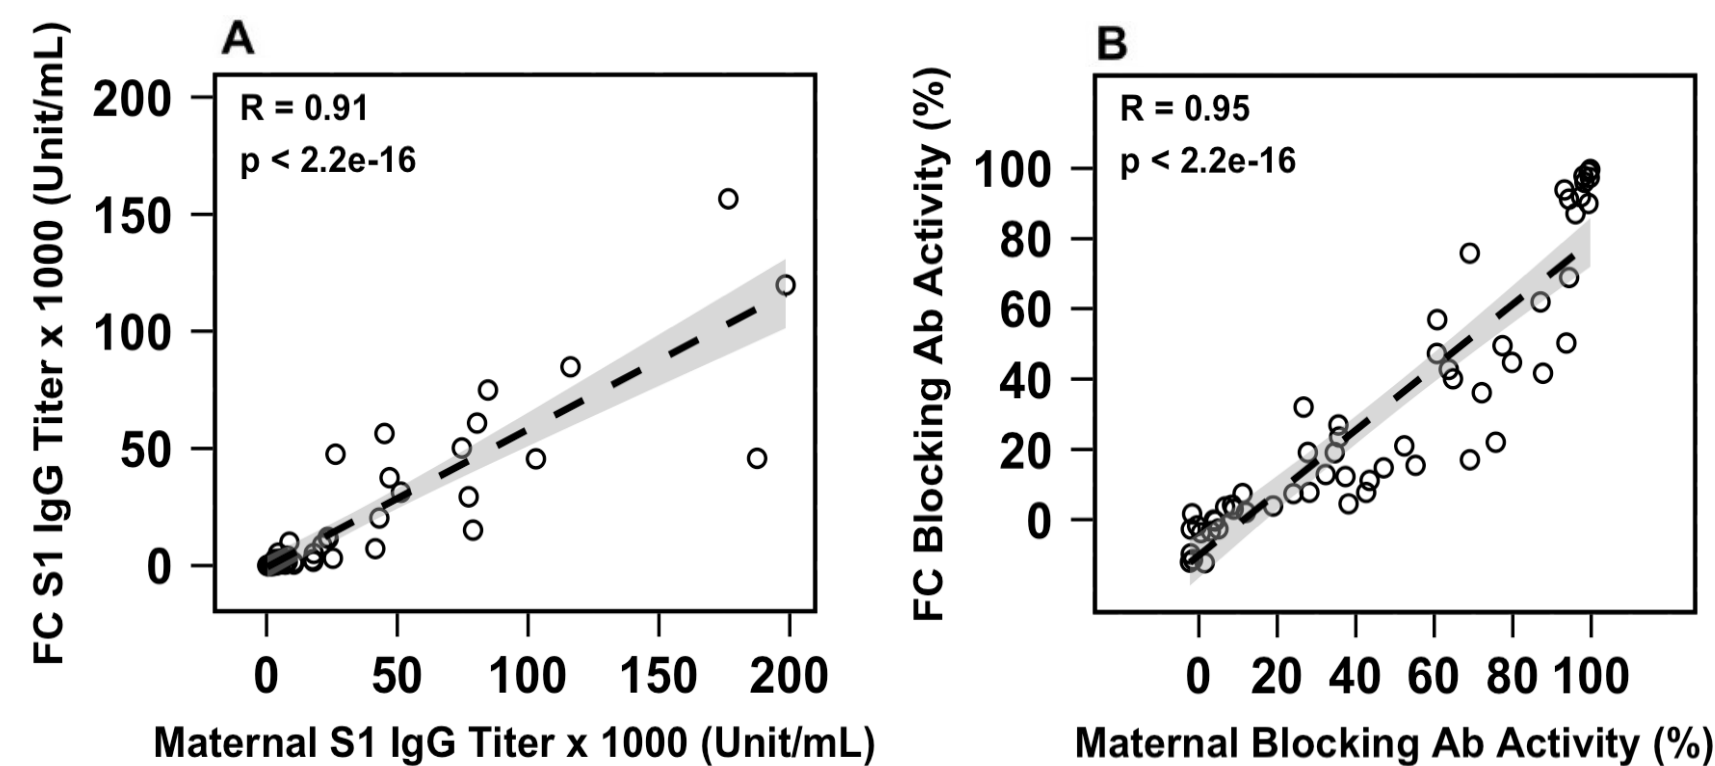 A
FC S1 IgG Titer x 1000 (Unit/mL)
R = 0.91
p < 2.2e-16
200
150
100
50
0
0 50 100 150 200
Maternal S1 IgG Titer x 1000 (Unit/mL)
B
FC Blocking Ab Activity (%)
R = 0.95
p < 2.2e-16
100
80
60
40
20
0
0 20 40 60 80 100
Maternal Blocking Ab Activity (%)